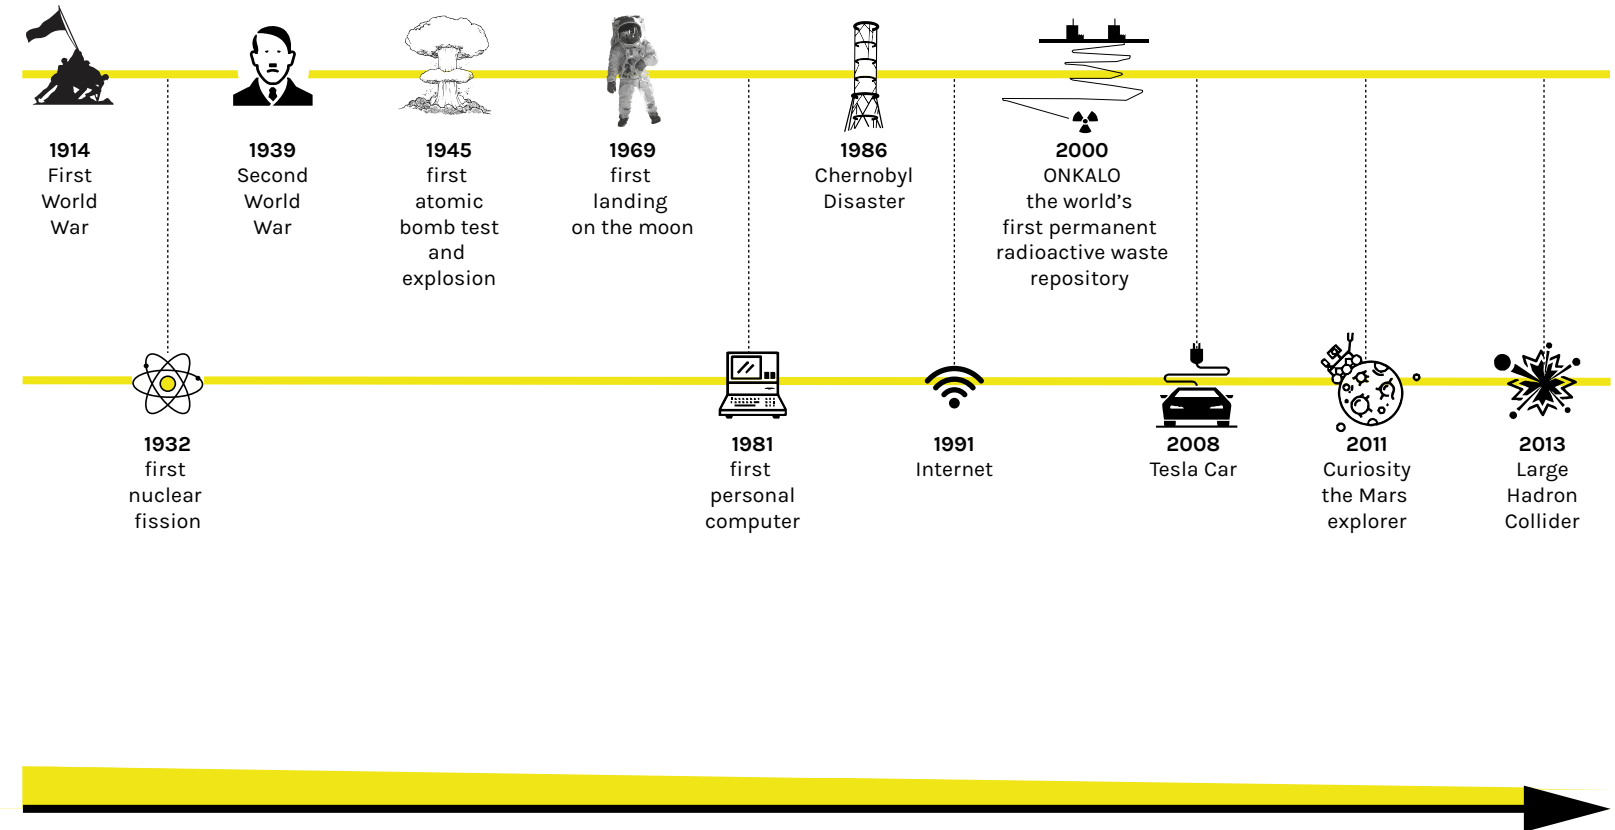 1914
First
World
War
1939
Second
World
War
1945
first
atomic
bomb test
and
explosion
1969
first
landing
on the moon
1986
Chernobyl
Disaster
2000
ONKALO
the world's
first permanent
radioactive waste
repository
1932
first
nuclear
fission
1981
first
personal
computer
1991
Internet
2008
Tesla Car
2011
Curiosity
the Mars
explorer
2013
Large
Hadron
Collider